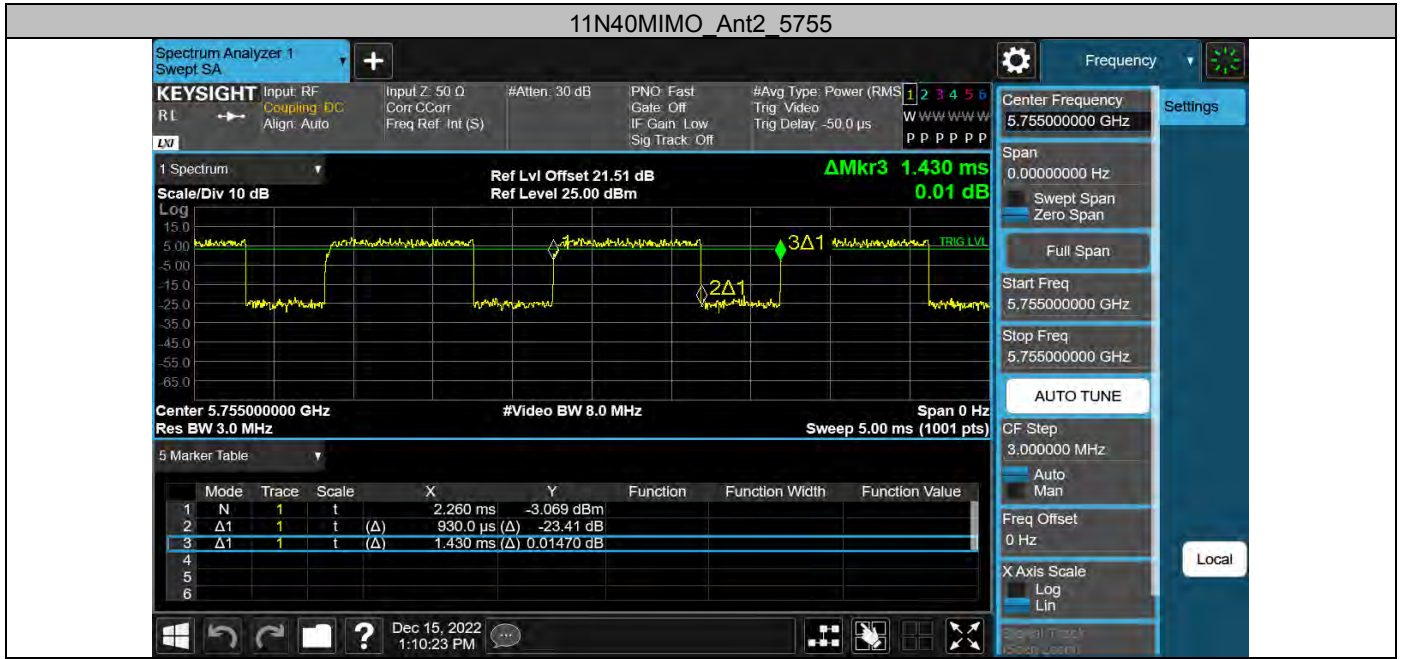 11N40MIMO_Ant2_5755
Spectrum Analyzer 1
Swept SA
+
Frequency
KEYSIGHT
RL
LXI
Input: RF
Coupling: DC
Align: Auto
Input Z: 50 Ω
Corr CCorr
Freq Ref: Int (S)
#Atten: 30 dB
PNO: Fast
Gate: Off
IF Gain: Low
Sig Track: Off
#Avg Type: Power (RMS
Trig: Video
Trig Delay: -50.0 µs
1 2 3 4 5 6
W W W W W W
P P P P P P
1 Spectrum
Scale/Div 10 dB
Ref Lvl Offset 21.51 dB
Ref Level 25.00 dBm
ΔMkr3 1.430 ms
0.01 dB
Log
15.0
5.00
-5.00
-15.0
-25.0
-35.0
-45.0
-55.0
-65.0
1
2Δ1
3Δ1
TRIG LVL
Center 5.755000000 GHz
#Video BW 8.0 MHz
Span 0 Hz
Res BW 3.0 MHz
Sweep 5.00 ms (1001 pts)
5 Marker Table
Mode Trace Scale X Y Function Function Width Function Value
1 N 1 t 2.260 ms -3.069 dBm
2 Δ1 1 t (Δ) 930.0 µs (Δ) -23.41 dB
3 Δ1 1 t (Δ) 1.430 ms (Δ) 0.01470 dB
4
5
6
?
Dec 15, 2022
1:10:23 PM
Center Frequency
5.755000000 GHz
Settings
Span
0.00000000 Hz
Swept Span
Zero Span
Full Span
Start Freq
5.755000000 GHz
Stop Freq
5.755000000 GHz
AUTO TUNE
CF Step
3.000000 MHz
Auto
Man
Freq Offset
0 Hz
X Axis Scale
Log
Lin
Signal Track
(Span Zoom)
Local